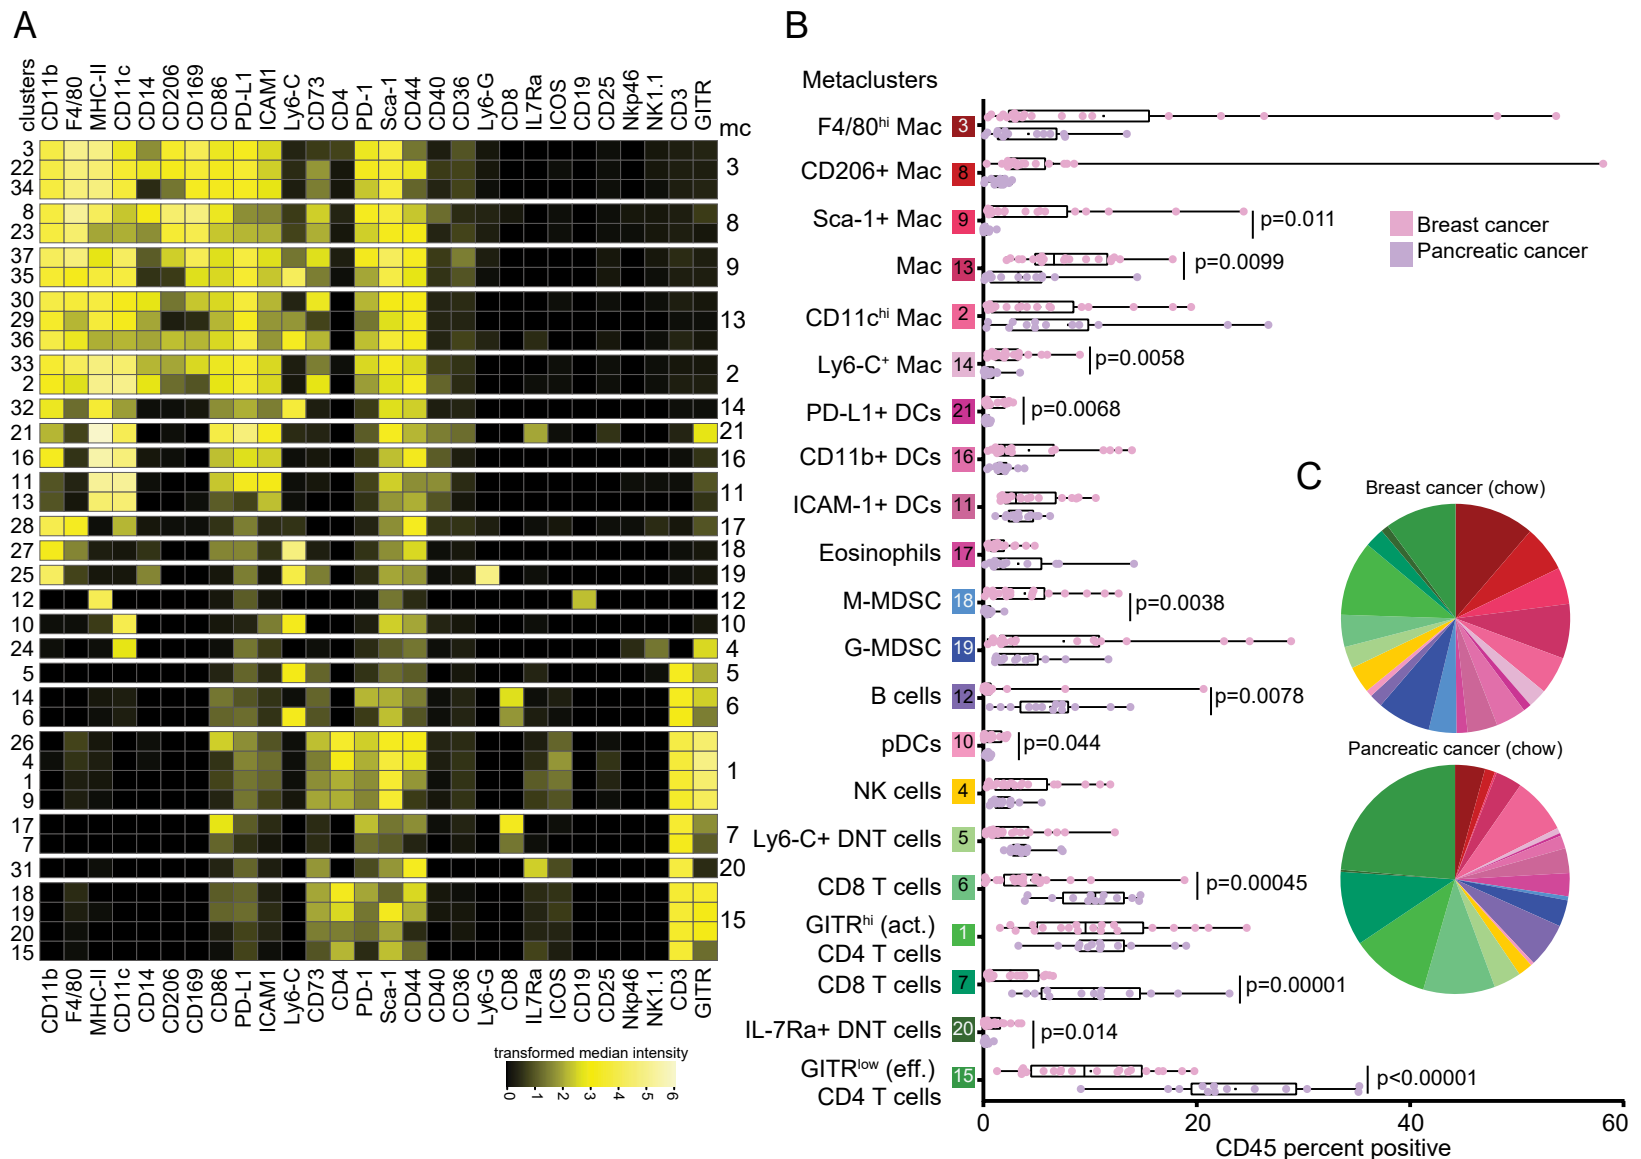 A
clusters CD11b F4/80 MHC-II CD11c CD14 CD206 CD169 CD86 PD-L1 ICAM1 Ly6-C CD73 CD4 PD-1 Sca-1 CD44 CD40 CD36 Ly6-G CD8 IL7Ra ICOS CD19 CD25 Nkp46 NK1.1 CD3 GITR
mc
3
22
34
3
8
23
8
37
35
9
30
29
36
13
33
2
2
32
14
21
21
16
16
11
13
11
28
17
27
18
25
19
12
12
10
10
24
4
5
5
14
6
6
26
4
1
9
1
17
7
7
31
20
18
19
20
15
15
CD11b F4/80 MHC-II CD11c CD14 CD206 CD169 CD86 PD-L1 ICAM1 Ly6-C CD73 CD4 PD-1 Sca-1 CD44 CD40 CD36 Ly6-G CD8 IL7Ra ICOS CD19 CD25 Nkp46 NK1.1 CD3 GITR
transformed median intensity
0 1 2 3 4 5 6
B
Metaclusters
F4/80hi Mac 3
CD206+ Mac 8
Sca-1+ Mac 9 p=0.011
Mac 13 p=0.0099
CD11chi Mac 2
Ly6-C+ Mac 14 p=0.0058
PD-L1+ DCs 21 p=0.0068
CD11b+ DCs 16
ICAM-1+ DCs 11
Eosinophils 17
M-MDSC 18 p=0.0038
G-MDSC 19
B cells 12 p=0.0078
pDCs 10 p=0.044
NK cells 4
Ly6-C+ DNT cells 5
CD8 T cells 6 p=0.00045
GITRhi (act.)
CD4 T cells 1
CD8 T cells 7 p=0.00001
IL-7Ra+ DNT cells 20 p=0.014
GITRlow (eff.)
CD4 T cells 15 p<0.00001
0 20 40 60
CD45 percent positive
Breast cancer
Pancreatic cancer
C
Breast cancer (chow)
Pancreatic cancer (chow)